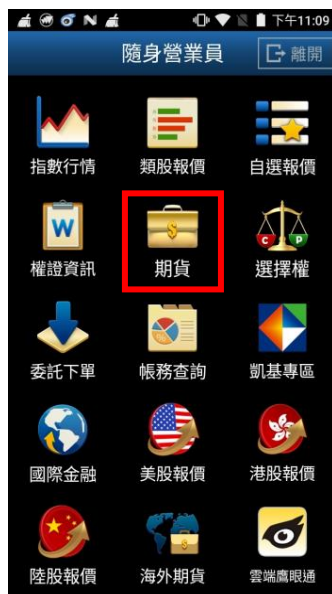 下午11:09
隨身營業員 離開
指數行情 類股報價 自選報價
W $ C P
權證資訊 期貨 選擇權
委託下單 帳務查詢 凱基專區
國際金融 美股報價 港股報價
陸股報價 海外期貨 雲端鷹眼通